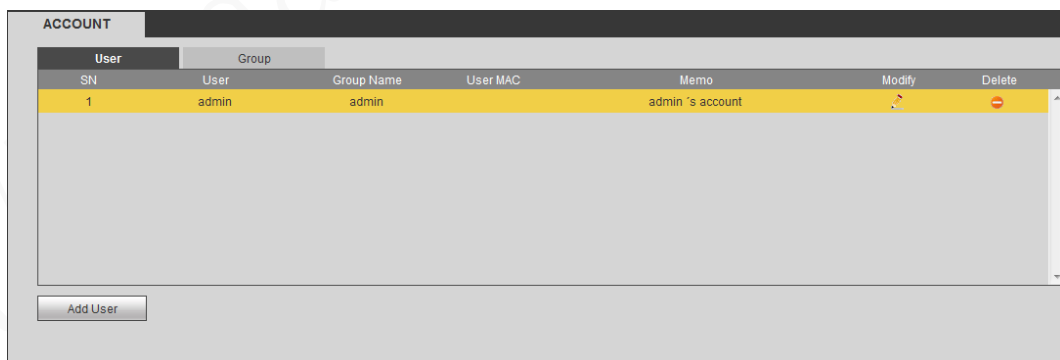 ACCOUNT
User Group
SN User Group Name User MAC Memo Modify Delete
1 admin admin admin ´s account
Add User